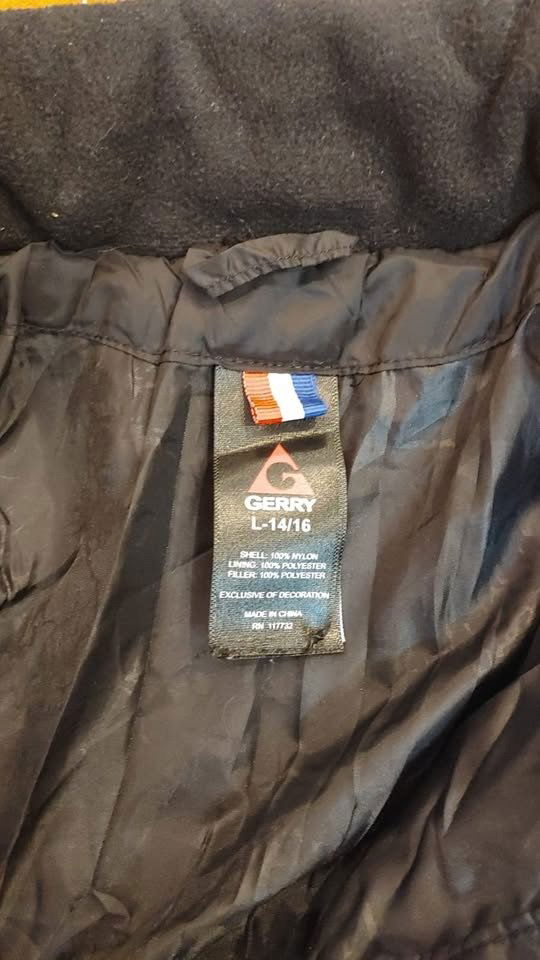 G
GERRY
L-14/16
SHELL: 100% NYLON
LINING: 100% POLYESTER
FILLER: 100% POLYESTER
EXCLUSIVE OF DECORATION
MADE IN CHINA
RN 117732